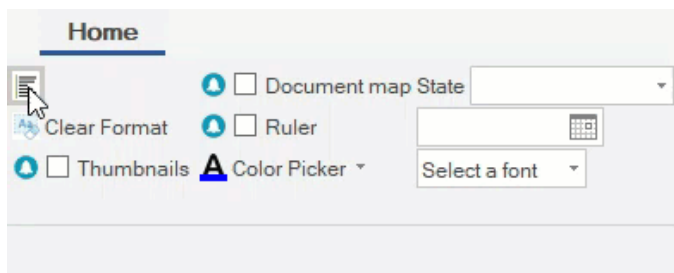 Home
Document map State
Clear Format
Ruler
Thumbnails
A Color Picker
Select a font